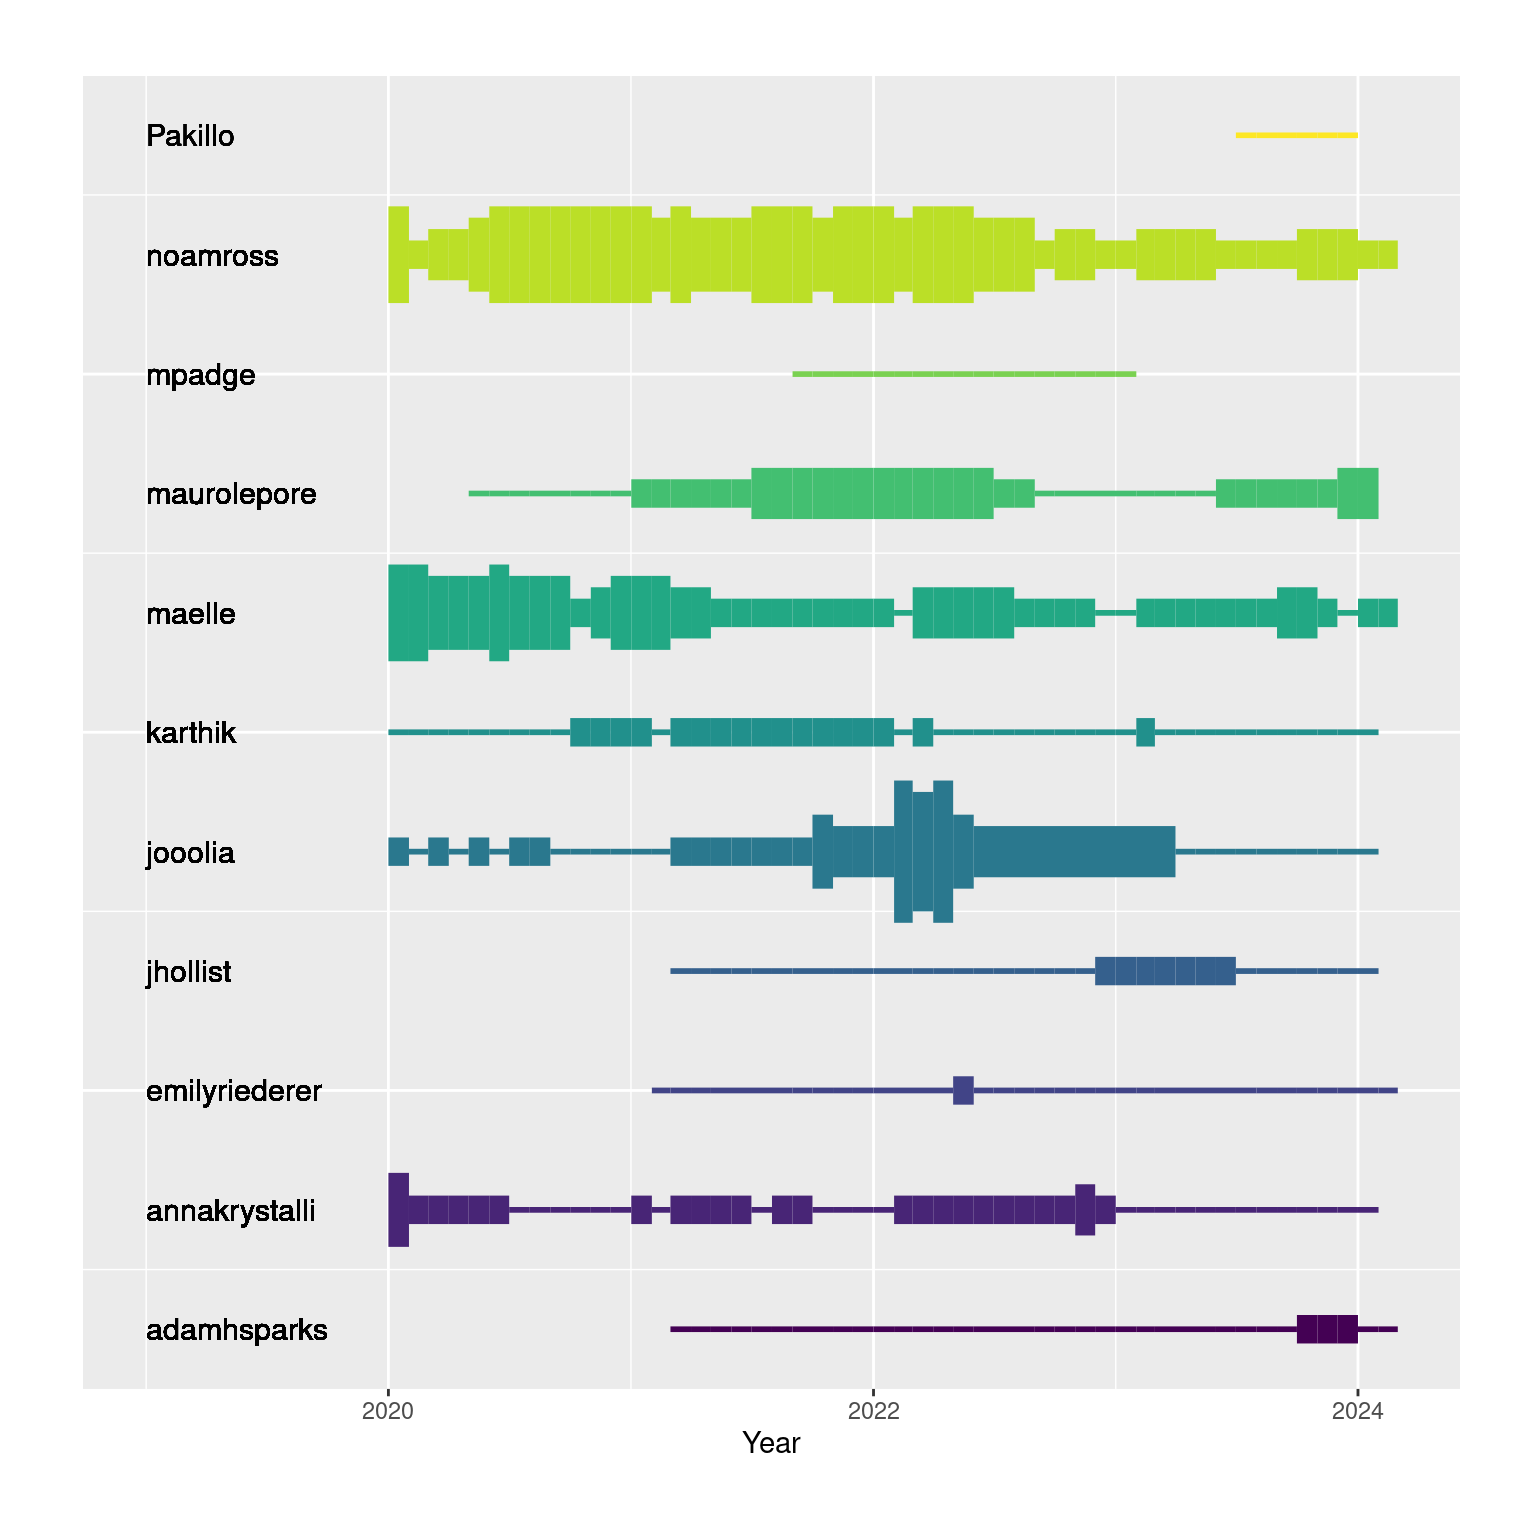 Pakillo
noamross
mpadge
maurolepore
maelle
karthik
jooolia
jhollist
emilyriederer
annakrystalli
adamhsparks
2020 2022 2024
Year